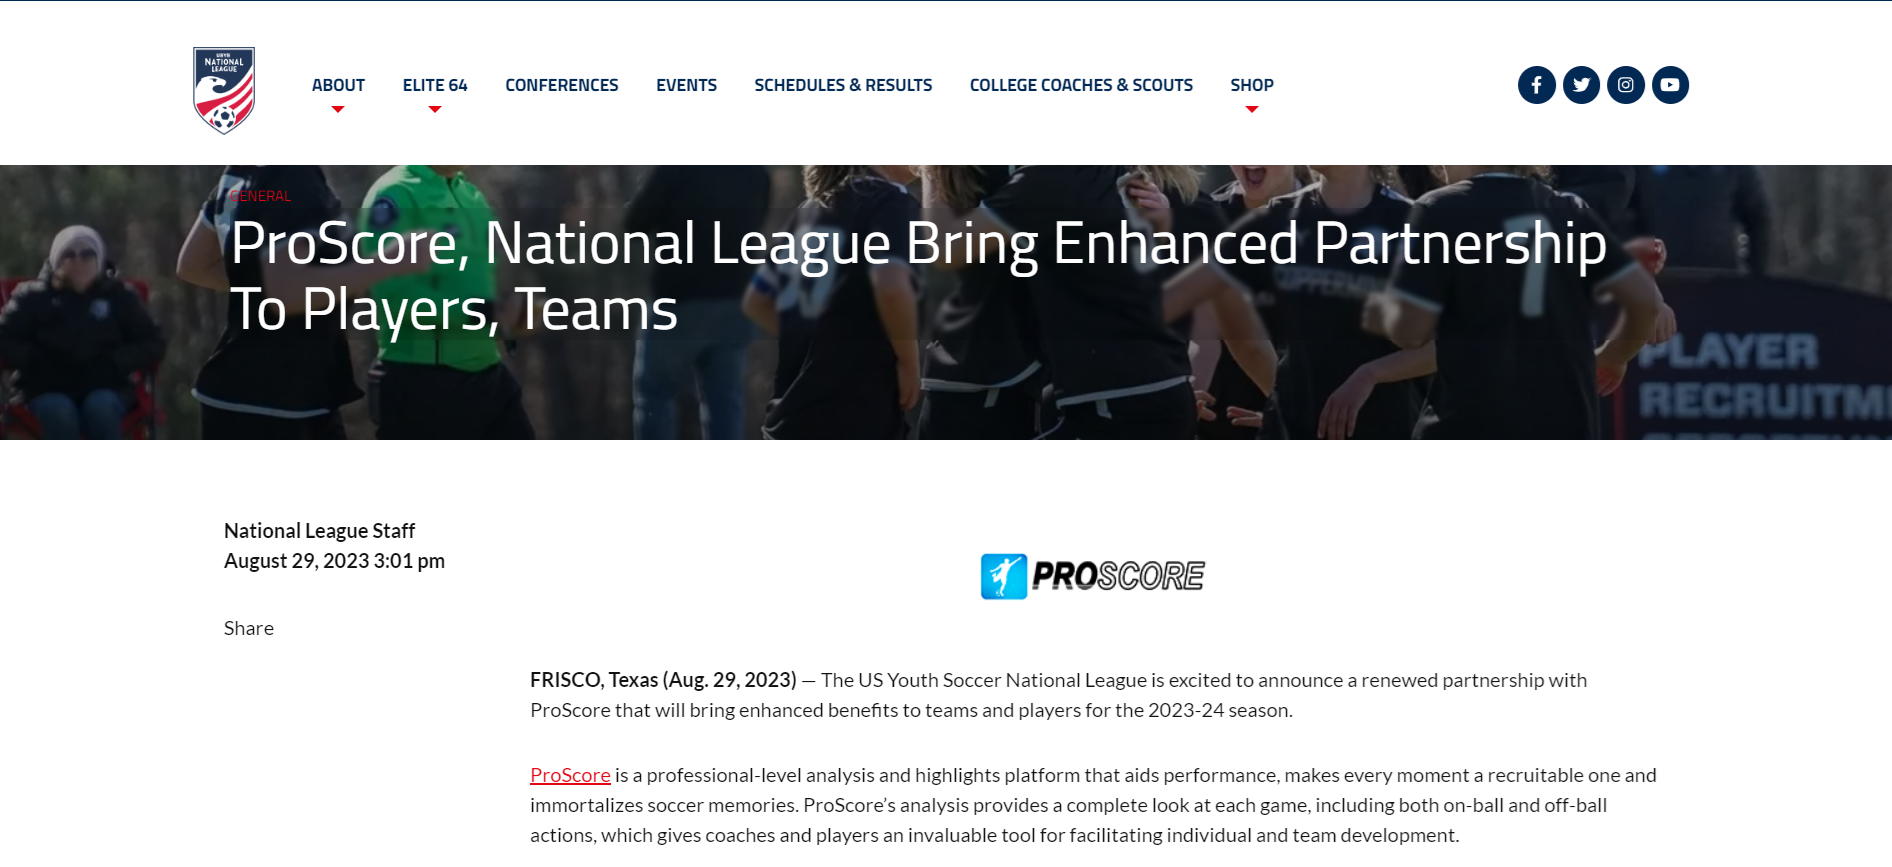 USYS
NATIONAL
LEAGUE
ABOUT
ELITE 64
CONFERENCES
EVENTS
SCHEDULES & RESULTS
COLLEGE COACHES & SCOUTS
SHOP
GENERAL
ProScore, National League Bring Enhanced Partnership
To Players, Teams
PLAYER
RECRUITM
National League Staff
August 29, 2023 3:01 pm
Share
PROSCORE
FRISCO, Texas (Aug. 29, 2023) — The US Youth Soccer National League is excited to announce a renewed partnership with
ProScore that will bring enhanced benefits to teams and players for the 2023-24 season.
ProScore is a professional-level analysis and highlights platform that aids performance, makes every moment a recruitable one and
immortalizes soccer memories. ProScore’s analysis provides a complete look at each game, including both on-ball and off-ball
actions, which gives coaches and players an invaluable tool for facilitating individual and team development.